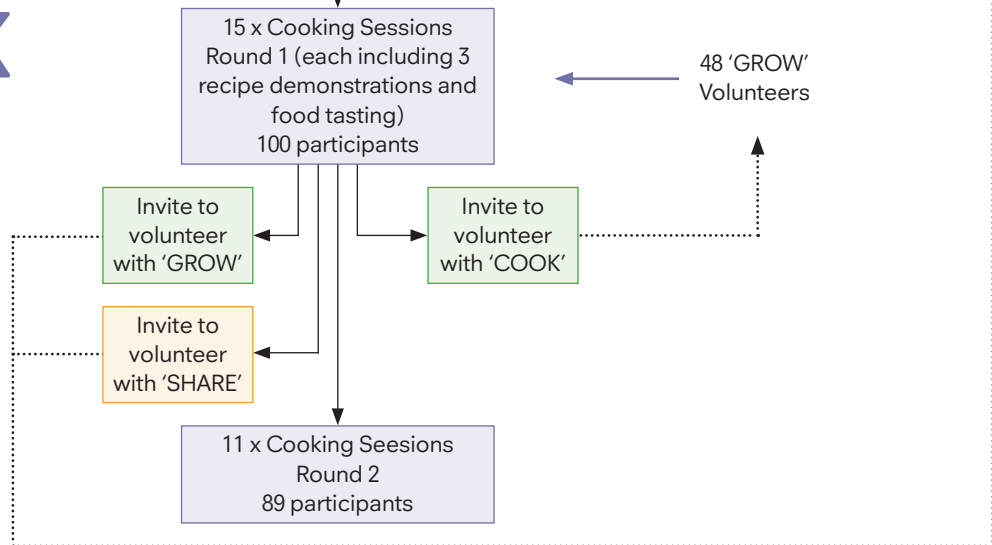 15 x Cooking Sessions
Round 1 (each including 3
recipe demonstrations and
food tasting)
100 participants
48 ‘GROW’
Volunteers
Invite to
volunteer
with ‘GROW’
Invite to
volunteer
with ‘COOK’
Invite to
volunteer
with ‘SHARE’
11 x Cooking Seesions
Round 2
89 participants